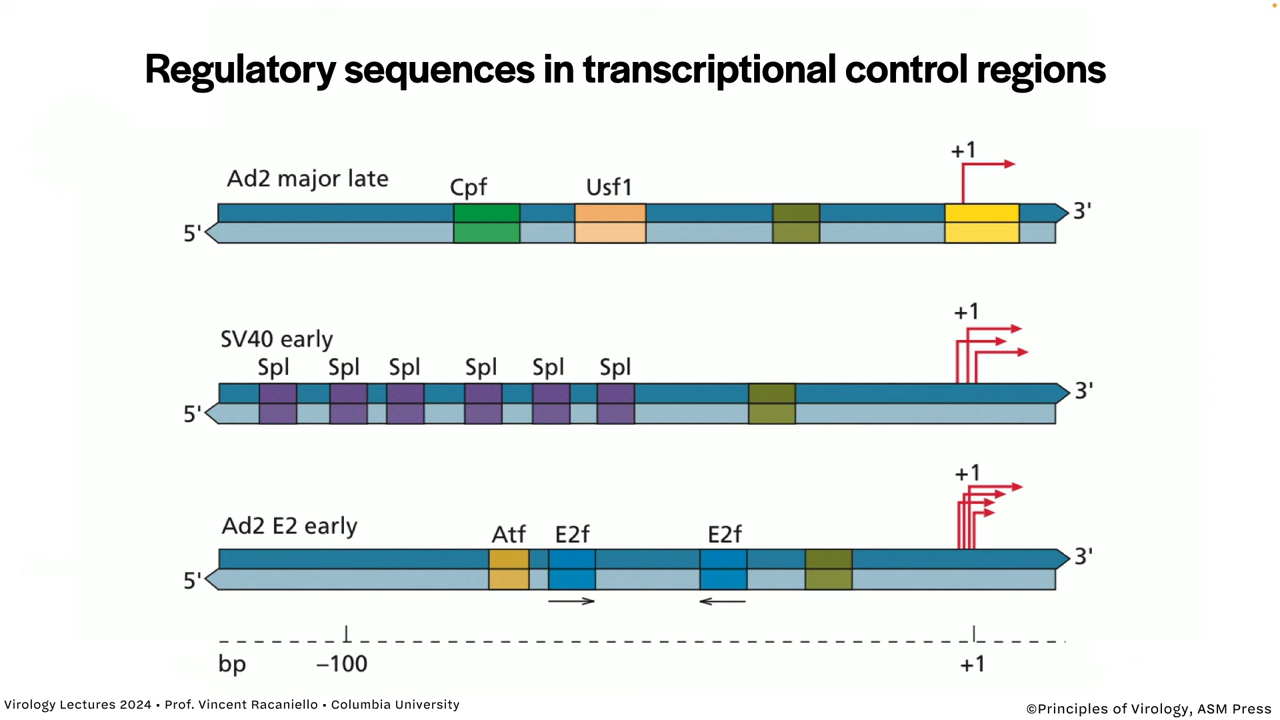 Regulatory sequences in transcriptional control regions
+1
Ad2 major late
Cpf
Usf1
3'
5'
+1
SV40 early
Spl Spl Spl Spl Spl Spl
3'
5'
+1
Ad2 E2 early
Atf E2f E2f
3'
5'
bp –100 +1
Virology Lectures 2024 • Prof. Vincent Racaniello • Columbia University
©Principles of Virology, ASM Press